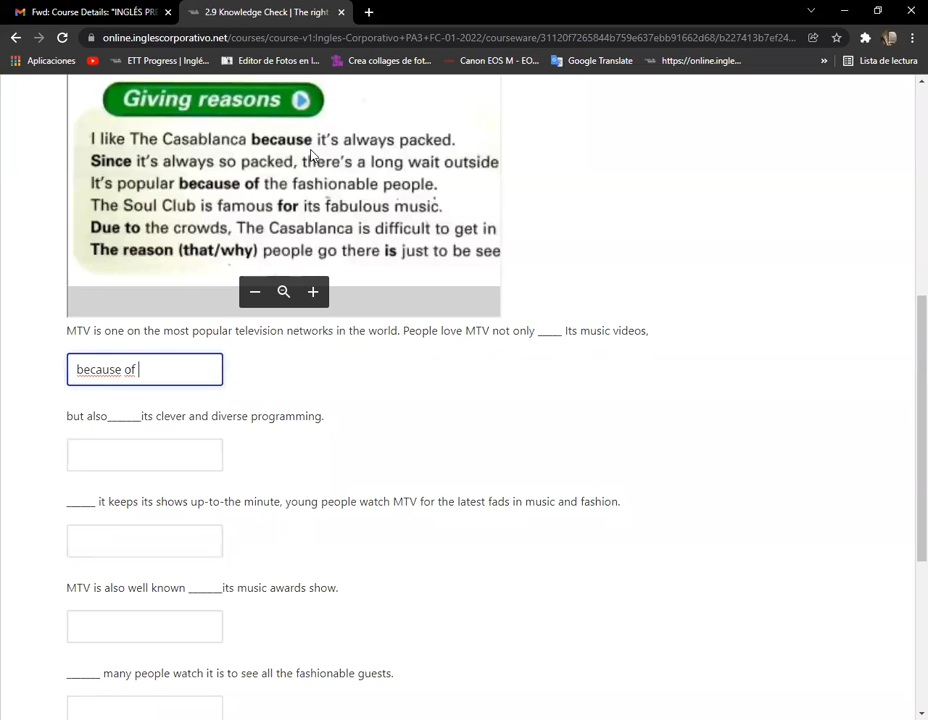 Fwd: Course Details: "INGLÉS PRE
2.9 Knowledge Check | The right
online.inglescorporativo.net/courses/course-v1:Ingles-Corporativo+PA3+FC-01-2022/courseware/31120f7265844b759e637ebb91662d68/b227413b7ef24...
Aplicaciones
ETT Progress | Inglé...
Editor de Fotos en l...
Crea collages de fot...
Canon EOS M - EO...
Google Translate
https://online.ingle...
»
Lista de lectura
Giving reasons
I like The Casablanca because it's always packed.
Since it's always so packed, there's a long wait outside
It's popular because of the fashionable people.
The Soul Club is famous for its fabulous music.
Due to the crowds, The Casablanca is difficult to get in
The reason (that/why) people go there is just to be see
MTV is one on the most popular television networks in the world. People love MTV not only _____ Its music videos,
because of
but also_______its clever and diverse programming.
______ it keeps its shows up-to-the minute, young people watch MTV for the latest fads in music and fashion.
MTV is also well known _______its music awards show.
_______ many people watch it is to see all the fashionable guests.